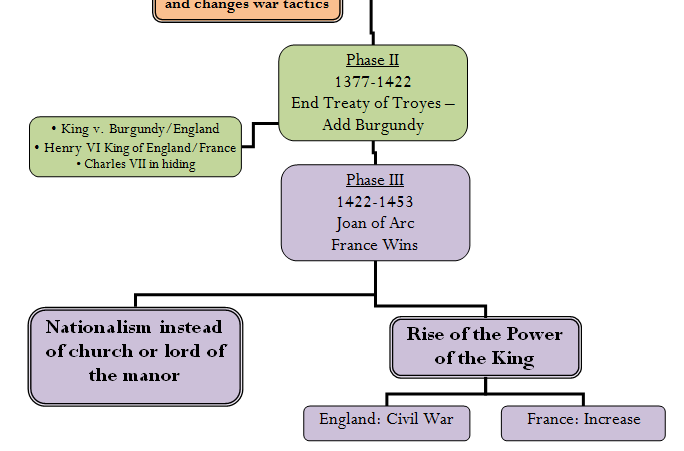 and changes war tactics
Phase II
1377-1422
End Treaty of Troyes –
Add Burgundy
• King v. Burgundy/England
• Henry VI King of England/France
• Charles VII in hiding
Phase III
1422-1453
Joan of Arc
France Wins
Nationalism instead
of church or lord of
the manor
Rise of the Power
of the King
England: Civil War
France: Increase